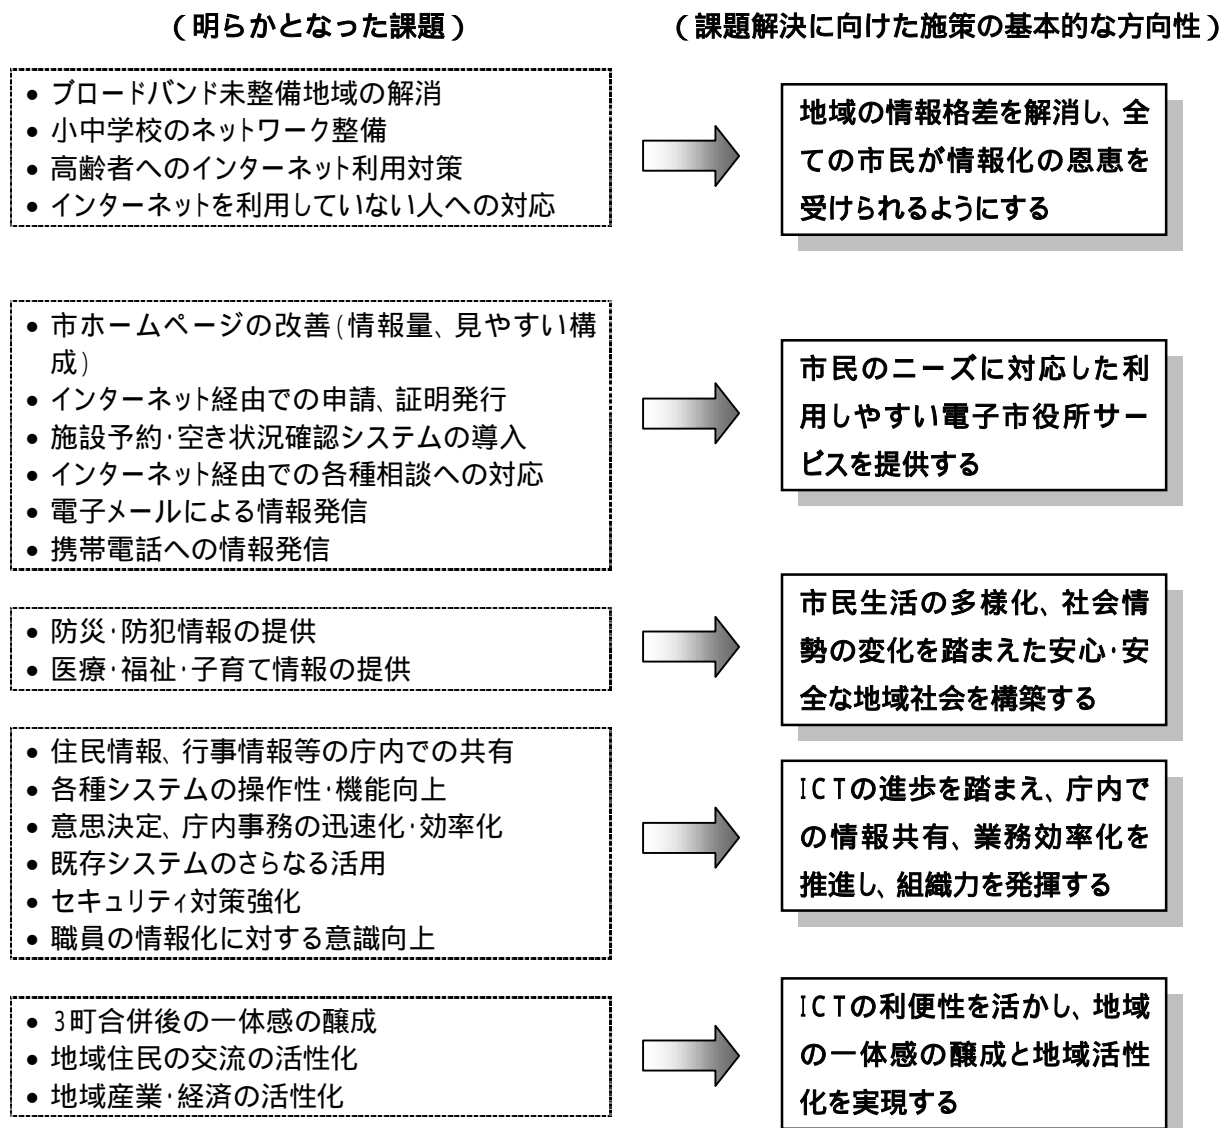 （明らかとなった課題）
（課題解決に向けた施策の基本的な方向性）
• ブロードバンド未整備地域の解消
• 小中学校のネットワーク整備
• 高齢者へのインターネット利用対策
• インターネットを利用していない人への対応
地域の情報格差を解消し、全
ての市民が情報化の恩恵を
受けられるようにする
• 市ホームページの改善(情報量、見やすい構
成)
• インターネット経由での申請、証明発行
• 施設予約・空き状況確認システムの導入
• インターネット経由での各種相談への対応
• 電子メールによる情報発信
• 携帯電話への情報発信
市民のニーズに対応した利
用しやすい電子市役所サー
ビスを提供する
• 防災・防犯情報の提供
• 医療・福祉・子育て情報の提供
市民生活の多様化、社会情
勢の変化を踏まえた安心・安
全な地域社会を構築する
• 住民情報、行事情報等の庁内での共有
• 各種システムの操作性・機能向上
• 意思決定、庁内事務の迅速化・効率化
• 既存システムのさらなる活用
• セキュリティ対策強化
• 職員の情報化に対する意識向上
ICTの進歩を踏まえ、庁内で
の情報共有、業務効率化を
推進し、組織力を発揮する
• 3町合併後の一体感の醸成
• 地域住民の交流の活性化
• 地域産業・経済の活性化
ICTの利便性を活かし、地域
の一体感の醸成と地域活性
化を実現する